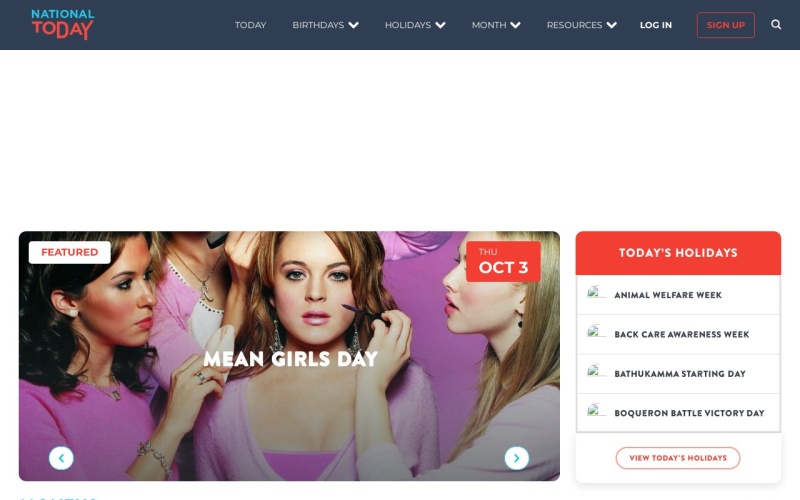 NATIONAL
TODAY
TODAY
BIRTHDAYS
HOLIDAYS
MONTH
RESOURCES
LOG IN
SIGN UP
FEATURED
THU
OCT 3
MEAN GIRLS DAY
TODAY'S HOLIDAYS
ANIMAL WELFARE WEEK
BACK CARE AWARENESS WEEK
BATHUKAMMA STARTING DAY
BOQUERON BATTLE VICTORY DAY
VIEW TODAY'S HOLIDAYS